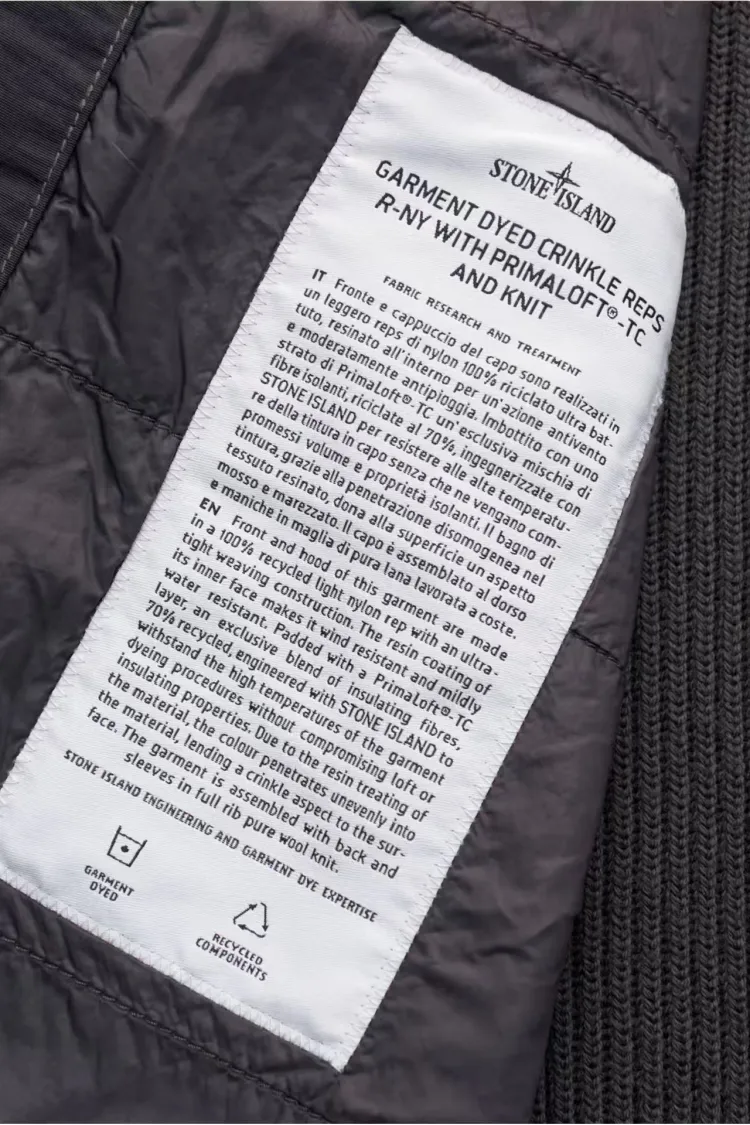 STONE ISLAND
GARMENT DYED CRINKLE REPS
R-NY WITH PRIMALOFT®-TC
AND KNIT
FABRIC RESEARCH AND TREATMENT
IT Fronte e cappuccio del capo sono realizzati in
un leggero reps di nylon 100% riciclato ultra bat-
tuto, resinato all'interno per un'azione antivento
e moderatamente antipioggia. Imbottito con uno
strato di PrimaLoft®-TC un'esclusiva mischia di
fibre isolanti, riciclate al 70%, ingegnerizzate con
STONE ISLAND per resistere alle alte temperatu-
re della tintura in capo senza che ne vengano com-
promessi volume e proprietà isolanti. Il bagno di
tintura, grazie alla penetrazione disomogenea nel
tessuto resinato, dona alla superficie un aspetto
mosso e marezzato. Il capo è assemblato al dorso
e maniche in maglia di pura lana lavorata a coste.
EN Front and hood of this garment are made
in a 100% recycled light nylon rep with an ultra-
tight weaving construction. The resin coating of
its inner face makes it wind resistant and mildly
water resistant. Padded with a PrimaLoft®-TC
layer, an exclusive blend of insulating fibres,
70% recycled, engineered with STONE ISLAND to
withstand the high temperatures of the garment
dyeing procedures without compromising loft or
insulating properties. Due to the resin treating of
the material, the colour penetrates unevenly into
the material, lending a crinkle aspect to the sur-
face. The garment is assembled with back and
sleeves in full rib pure wool knit.
STONE ISLAND ENGINEERING AND GARMENT DYE EXPERTISE
GARMENT
DYED
RECYCLED
COMPONENTS